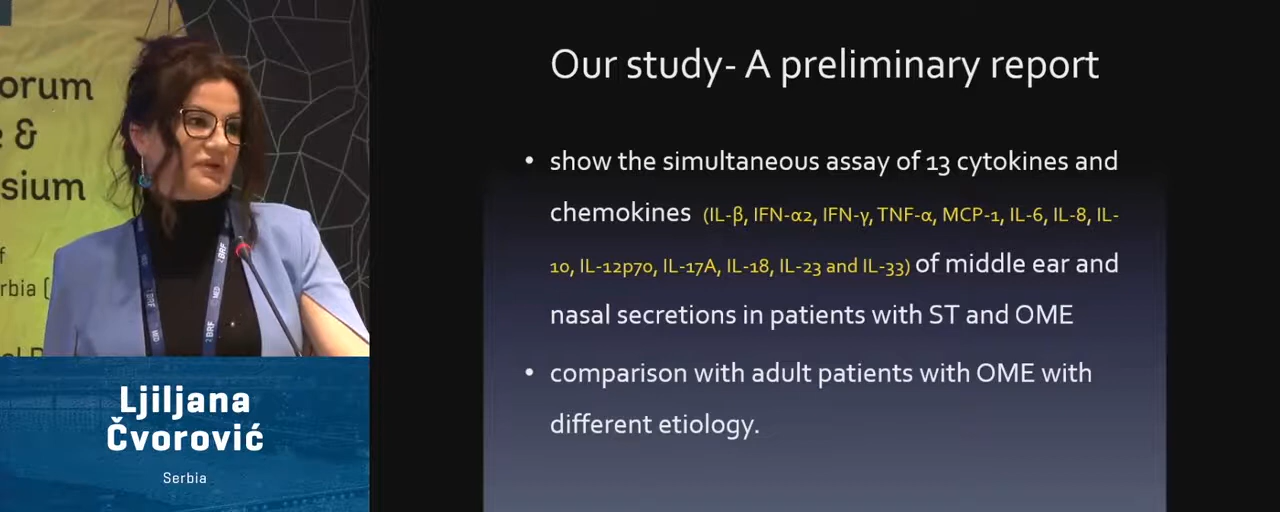 orum
e &
sium
f
rbia (
BRF
Ljiljana
Čvorović
Serbia
Our study- A preliminary report
• show the simultaneous assay of 13 cytokines and
chemokines (IL-β, IFN-α2, IFN-γ, TNF-α, MCP-1, IL-6, IL-8, IL-
10, IL-12p70, IL-17A, IL-18, IL-23 and IL-33) of middle ear and
nasal secretions in patients with ST and OME
• comparison with adult patients with OME with
different etiology.